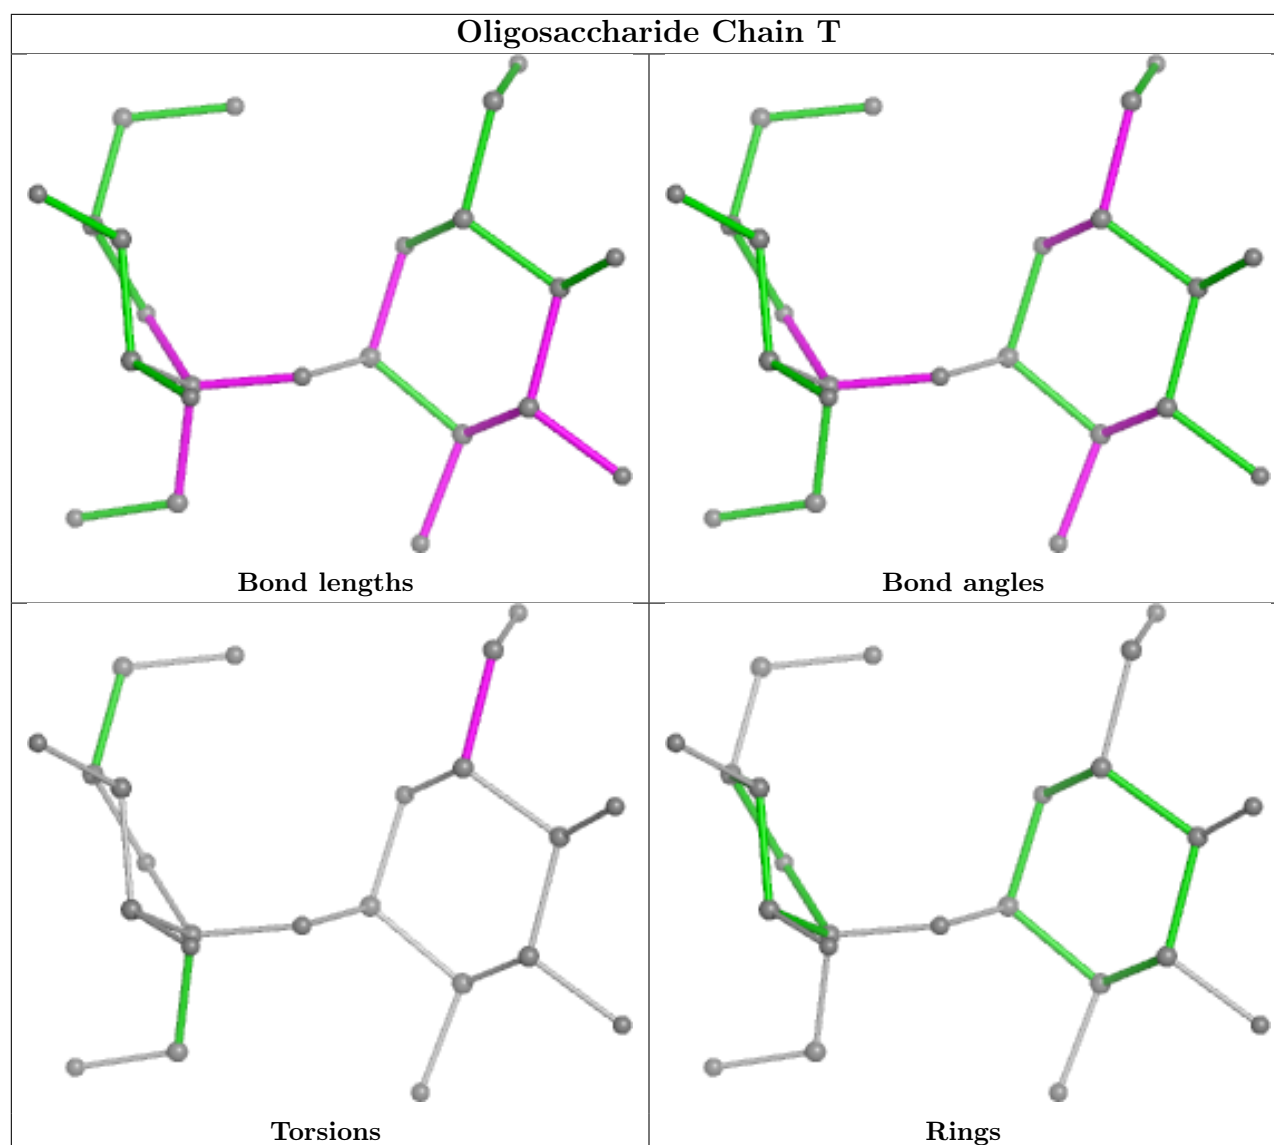 Oligosaccharide Chain T
Bond lengths
Bond angles
Torsions
Rings